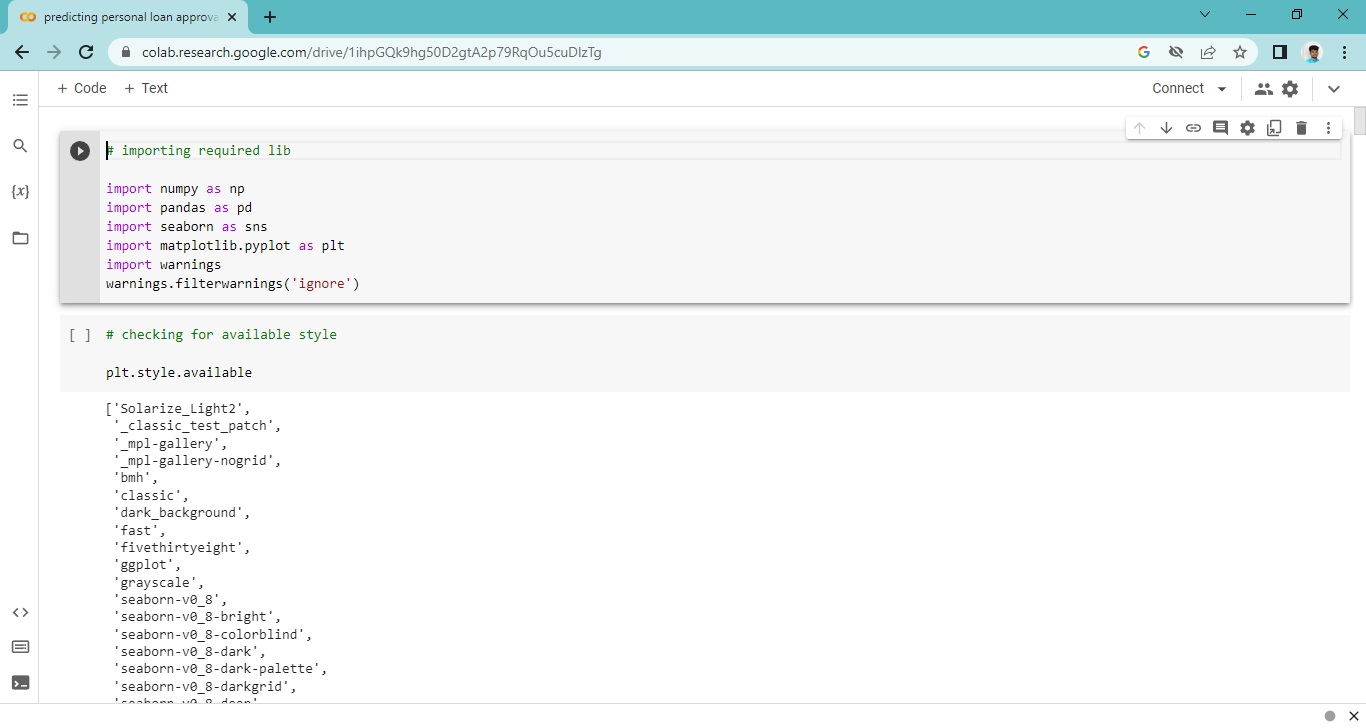 predicting personal loan approva
colab.research.google.com/drive/1ihpGQk9hg50D2gtA2p79RqOu5cuDlzTg
+ Code + Text Connect
# importing required lib
import numpy as np
import pandas as pd
import seaborn as sns
import matplotlib.pyplot as plt
import warnings
warnings.filterwarnings('ignore')
[ ] # checking for available style
plt.style.available
['Solarize_Light2',
'_classic_test_patch',
'_mpl-gallery',
'_mpl-gallery-nogrid',
'bmh',
'classic',
'dark_background',
'fast',
'fivethirtyeight',
'ggplot',
'grayscale',
'seaborn-v0_8',
'seaborn-v0_8-bright',
'seaborn-v0_8-colorblind',
'seaborn-v0_8-dark',
'seaborn-v0_8-dark-palette',
'seaborn-v0_8-darkgrid',
'seaborn-v0_8-deep',